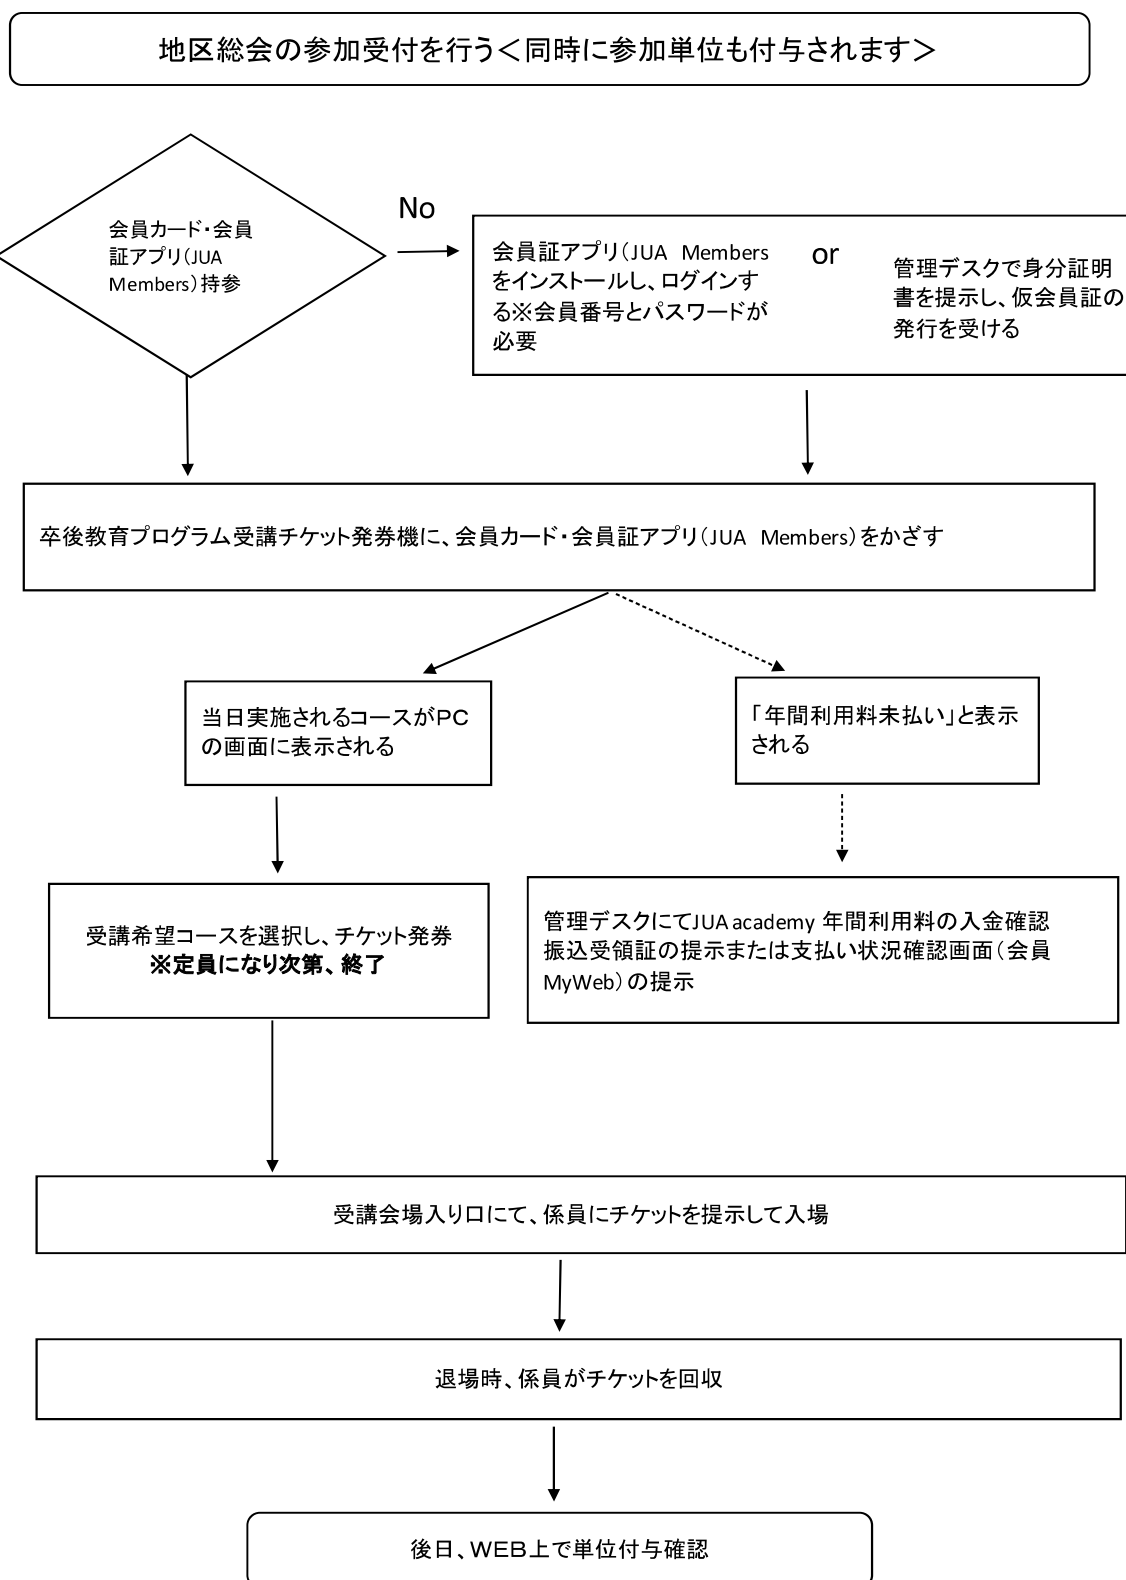 地区総会の参加受付を行う＜同時に参加単位も付与されます＞
会員カード・会員
証アプリ（JUA
Members）持参
No
会員証アプリ（JUA　Members
をインストールし、ログインす
る※会員番号とパスワードが
必要
or
管理デスクで身分証明
書を提示し、仮会員証の
発行を受ける
卒後教育プログラム受講チケット発券機に、会員カード・会員証アプリ（JUA　Members）をかざす
当日実施されるコースがPC
の画面に表示される
「年間利用料未払い」と表示
される
受講希望コースを選択し、チケット発券
※定員になり次第、終了
管理デスクにてJUA academy 年間利用料の入金確認
振込受領証の提示または支払い状況確認画面（会員
MyWeb）の提示
受講会場入り口にて、係員にチケットを提示して入場
退場時、係員がチケットを回収
後日、WEB上で単位付与確認